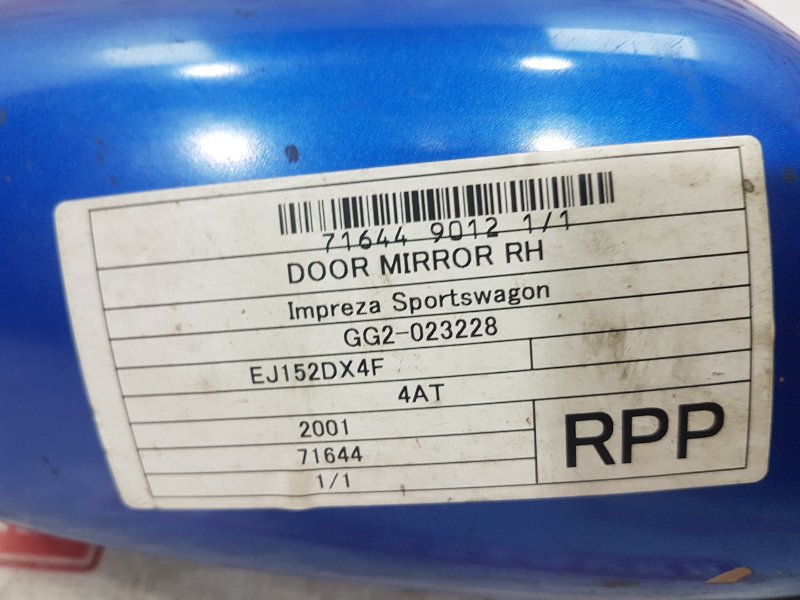 71644 9012 1/1
DOOR MIRROR RH
Impreza Sportswagon
GG2-023228
EJ152DX4F
4AT
2001
71644
1/1
RPP